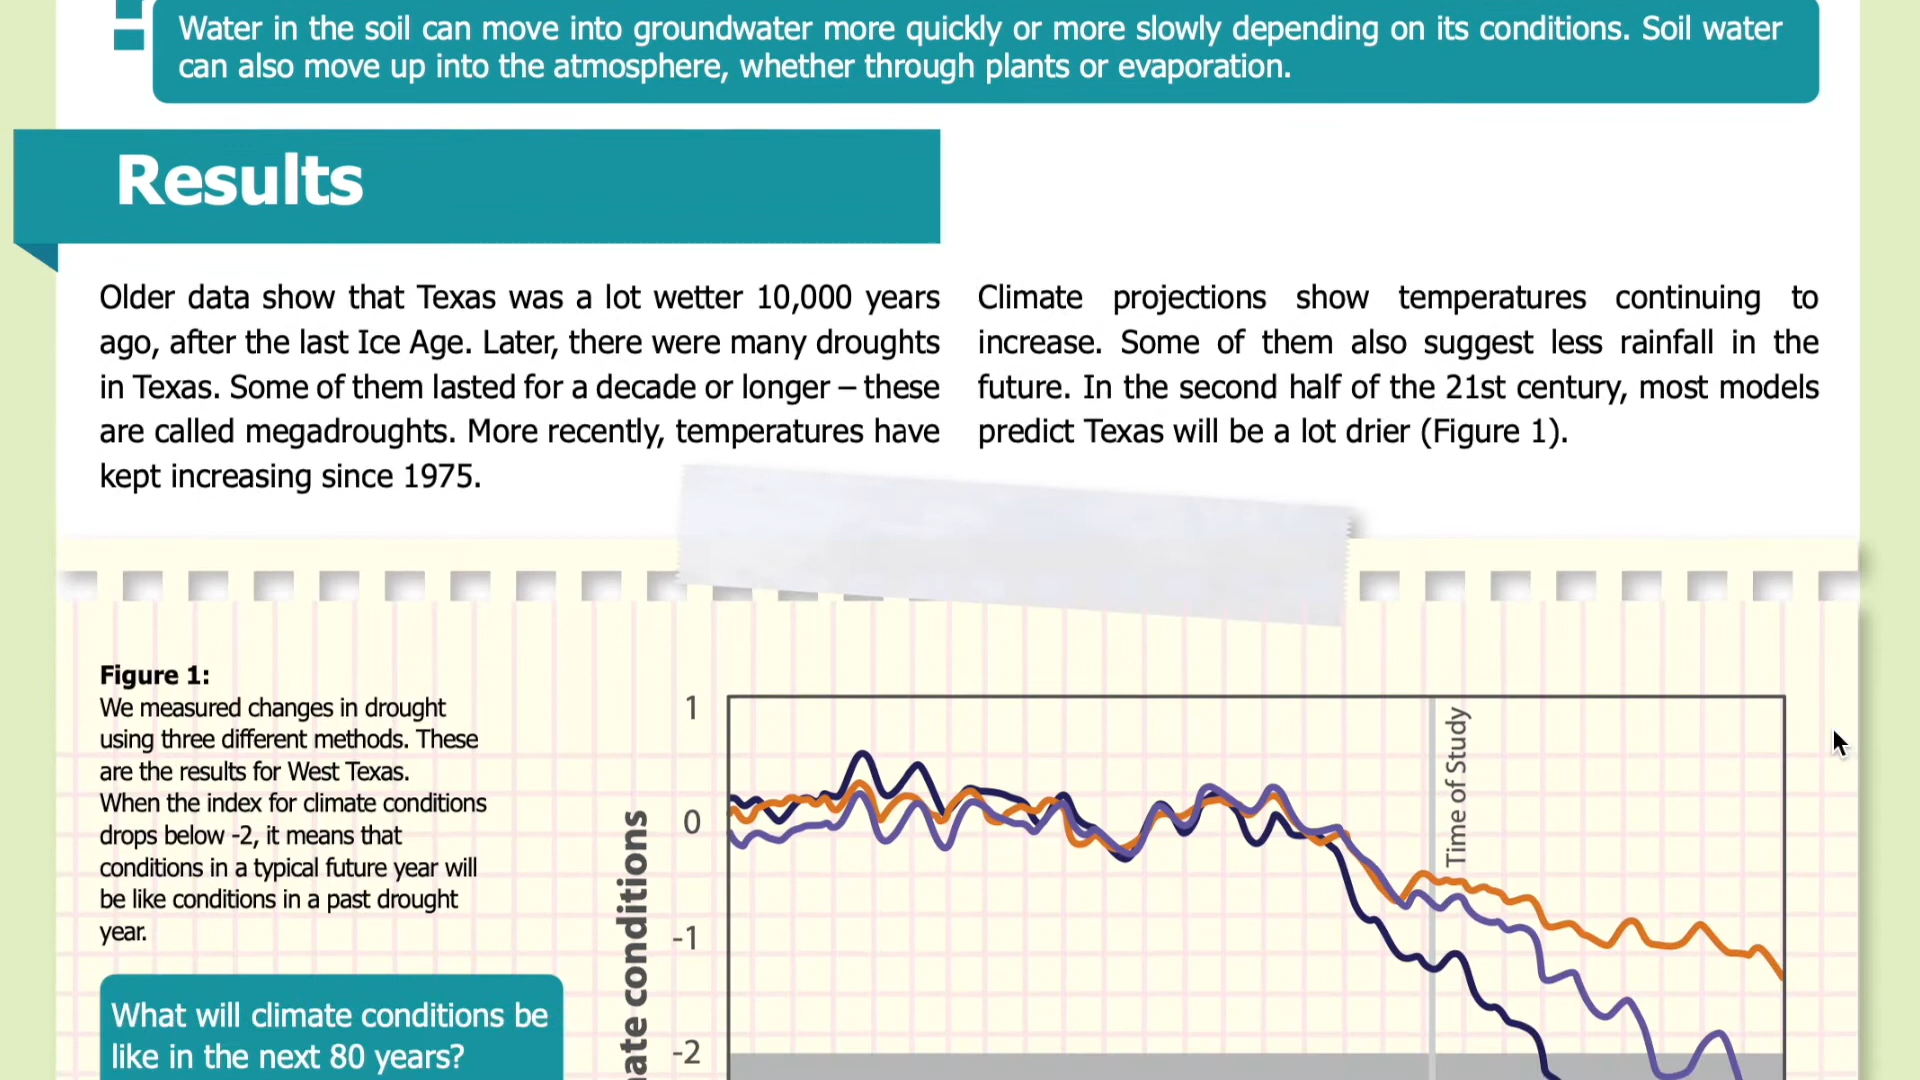 Water in the soil can move into groundwater more quickly or more slowly depending on its conditions. Soil water
can also move up into the atmosphere, whether through plants or evaporation.
Results
Older data show that Texas was a lot wetter 10,000 years
ago, after the last Ice Age. Later, there were many droughts
in Texas. Some of them lasted for a decade or longer – these
are called megadroughts. More recently, temperatures have
kept increasing since 1975.
Climate projections show temperatures continuing to
increase. Some of them also suggest less rainfall in the
future. In the second half of the 21st century, most models
predict Texas will be a lot drier (Figure 1).
Figure 1:
We measured changes in drought
using three different methods. These
are the results for West Texas.
When the index for climate conditions
drops below -2, it means that
conditions in a typical future year will
be like conditions in a past drought
year.
What will climate conditions be
like in the next 80 years?
conditions
1
0
-1
-2
Time of Study